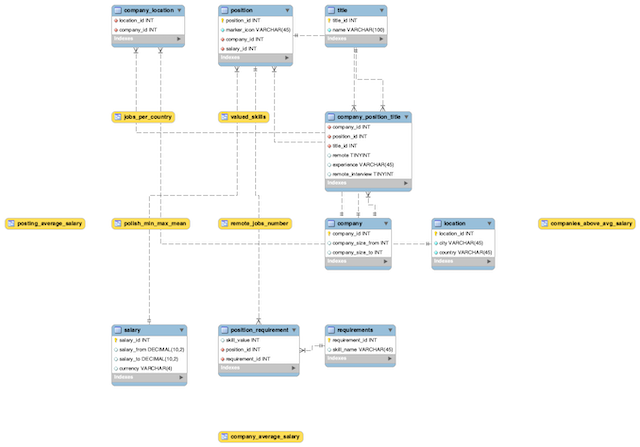 company_location
location_id INT
company_id INT
Indexes
position
position_id INT
marker_icon VARCHAR(45)
company_id INT
salary_id INT
Indexes
title
title_id INT
name VARCHAR(100)
Indexes
jobs_per_country
valued_skills
company_position_title
company_id INT
position_id INT
title_id INT
remote TINYINT
experience VARCHAR(45)
remote_interview TINYINT
Indexes
posting_average_salary
polish_min_max_mean
remote_jobs_number
company
company_id INT
company_size_from INT
company_size_to INT
Indexes
location
location_id INT
city VARCHAR(45)
country VARCHAR(45)
Indexes
companies_above_avg_salary
salary
salary_id INT
salary_from DECIMAL(10,2)
salary_to DECIMAL(10,2)
currency VARCHAR(4)
Indexes
position_requirement
skill_value INT
position_id INT
requirement_id INT
Indexes
requirements
requirement_id INT
skill_name VARCHAR(45)
Indexes
company_average_salary